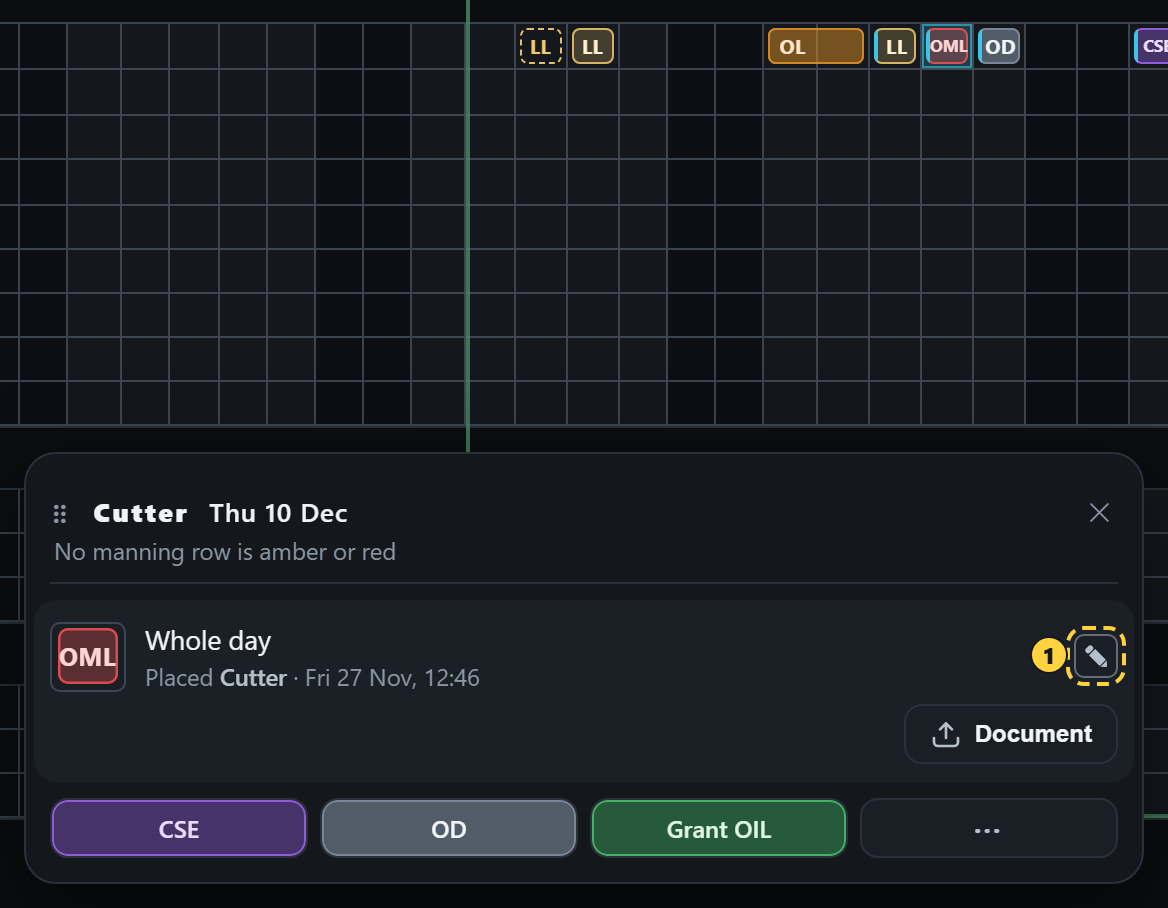 LL LL OL LL OML OD CSE
Cutter Thu 10 Dec
No manning row is amber or red
OML Whole day
Placed Cutter · Fri 27 Nov, 12:46
1
Document
CSE OD Grant OIL ...